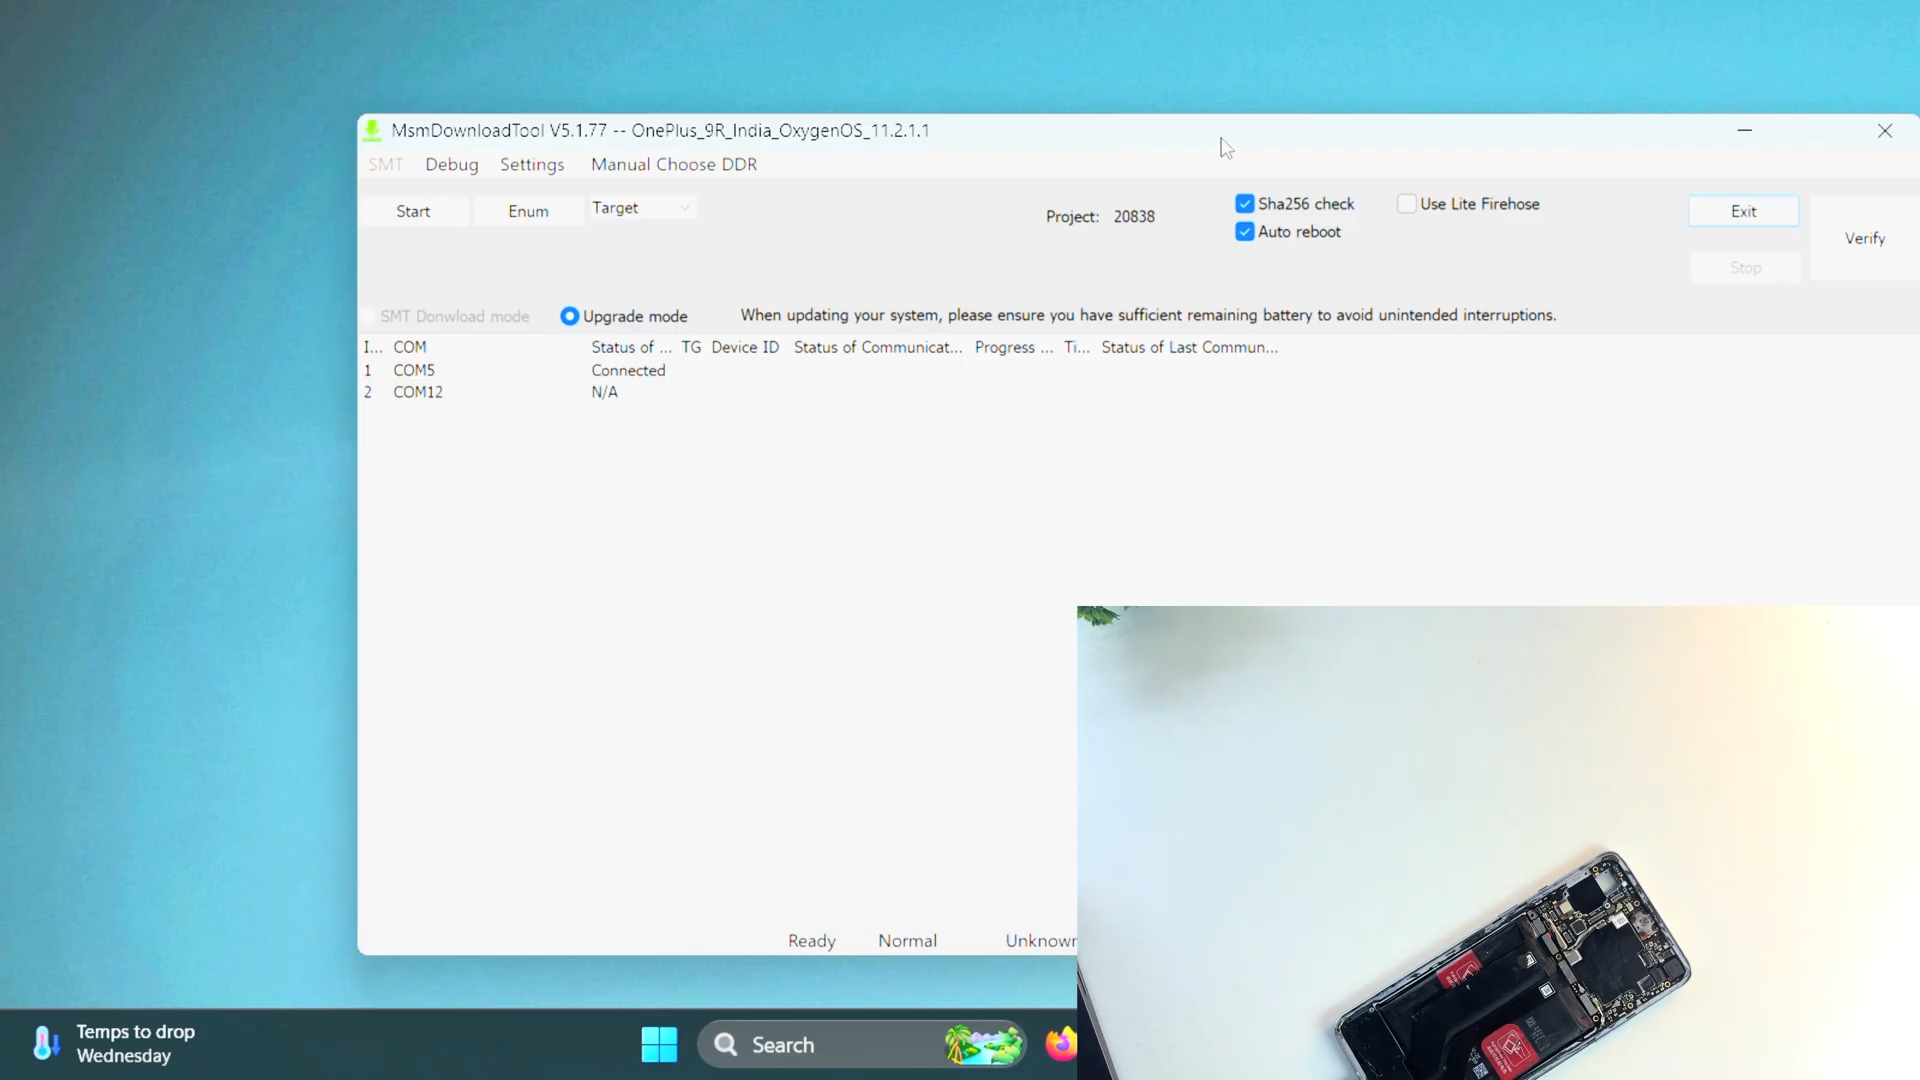 MsmDownloadTool V5.1.77 -- OnePlus_9R_India_OxygenOS_11.2.1.1
SMT Debug Settings Manual Choose DDR
Start Enum Target Project: 20838 Sha256 check Use Lite Firehose Exit
Auto reboot Verify
Stop
SMT Donwload mode Upgrade mode When updating your system, please ensure you have sufficient remaining battery to avoid unintended interruptions.
I... COM Status of ... TG Device ID Status of Communicat... Progress ... Ti... Status of Last Commun...
1 COM5 Connected
2 COM12 N/A
Ready Normal Unknown
Temps to drop
Wednesday
Search